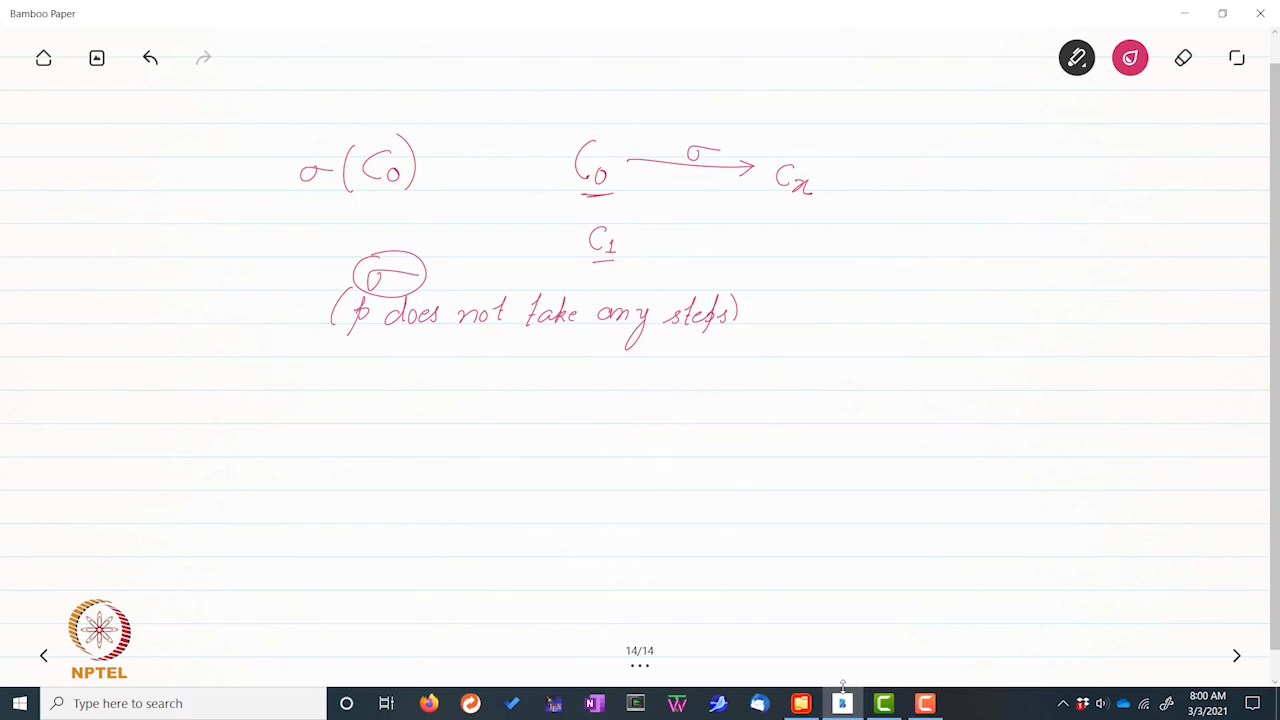 Bamboo Paper
σ(C₀) C₀ σ→ Cₓ
C₁
σ
(p does not take any steps)
14/14
NPTEL
Type here to search
8:00 AM
3/3/2021